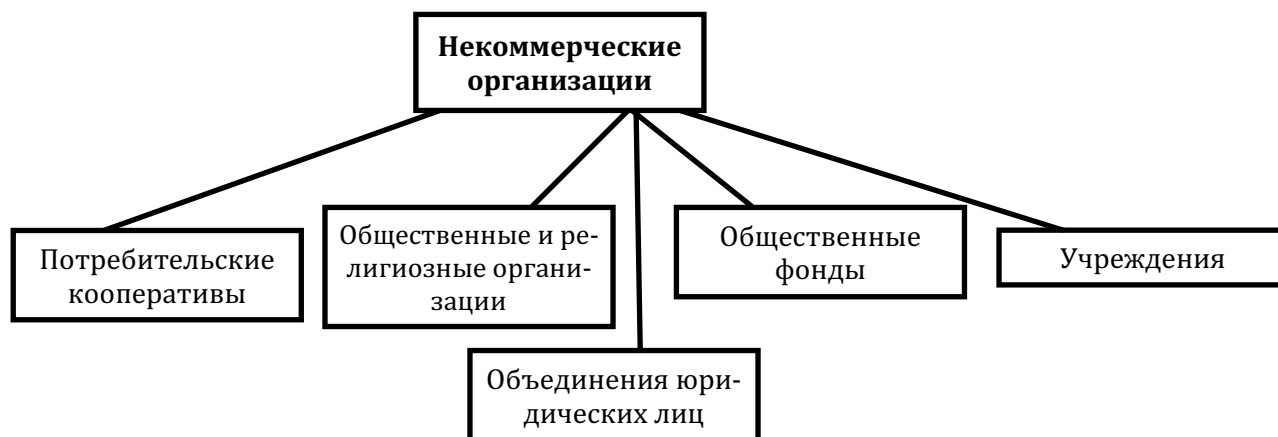 Некоммерческие
организации
Потребительские
кооперативы
Общественные и ре-
лигиозные органи-
зации
Общественные
фонды
Учреждения
Объединения юри-
дических лиц